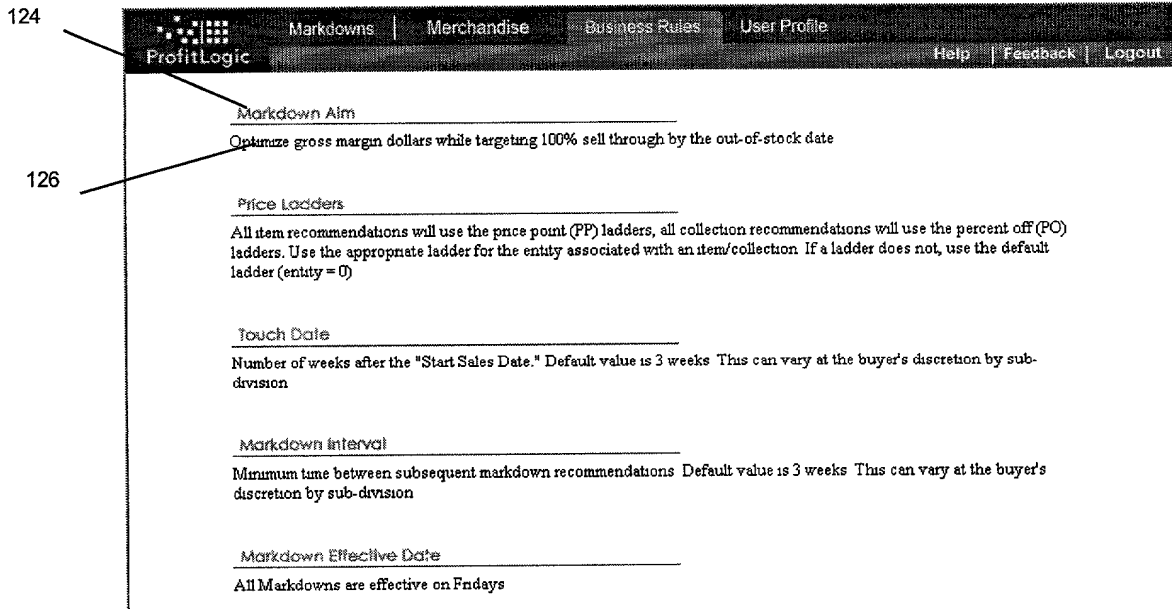 124
Markdowns | Merchandise Business Rules User Profile
ProfitLogic
Help | Feedback | Logout
Markdown Aim
Optimize gross margin dollars while targeting 100% sell through by the out-of-stock date
126
Price Ladders
All item recommendations will use the price point (PP) ladders, all collection recommendations will use the percent off (PO)
ladders. Use the appropriate ladder for the entity associated with an item/collection If a ladder does not, use the default
ladder (entity = 0)
Touch Date
Number of weeks after the "Start Sales Date." Default value is 3 weeks This can vary at the buyer's discretion by sub-
division
Markdown Interval
Minimum time between subsequent markdown recommendations Default value is 3 weeks This can vary at the buyer's
discretion by sub-division
Markdown Effective Date
All Markdowns are effective on Fridays